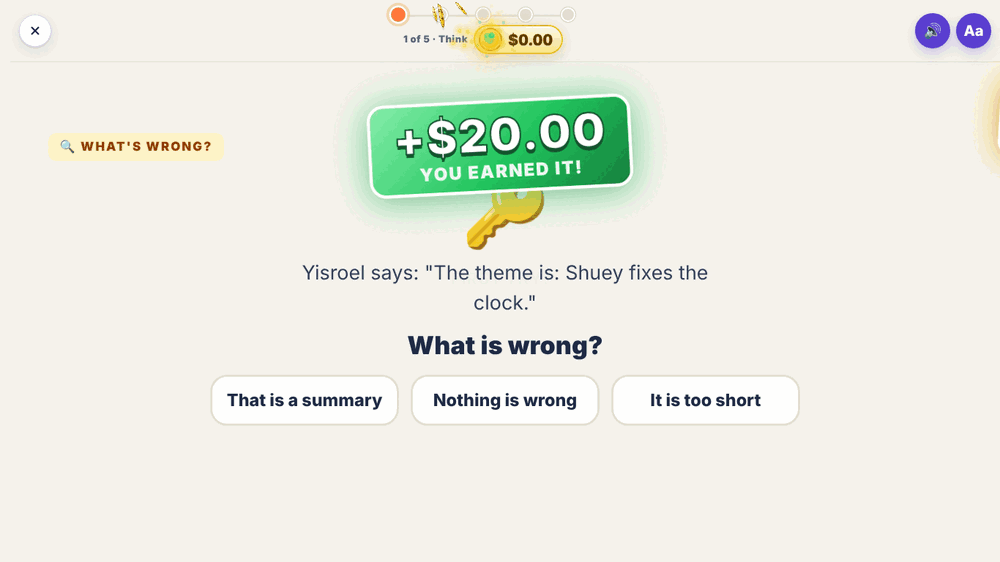 ✕
1 of 5 · Think
$0.00
Aa
🔍 WHAT'S WRONG?
+$20.00
YOU EARNED IT!
Yisroel says: "The theme is: Shuey fixes the
clock."
What is wrong?
That is a summary
Nothing is wrong
It is too short